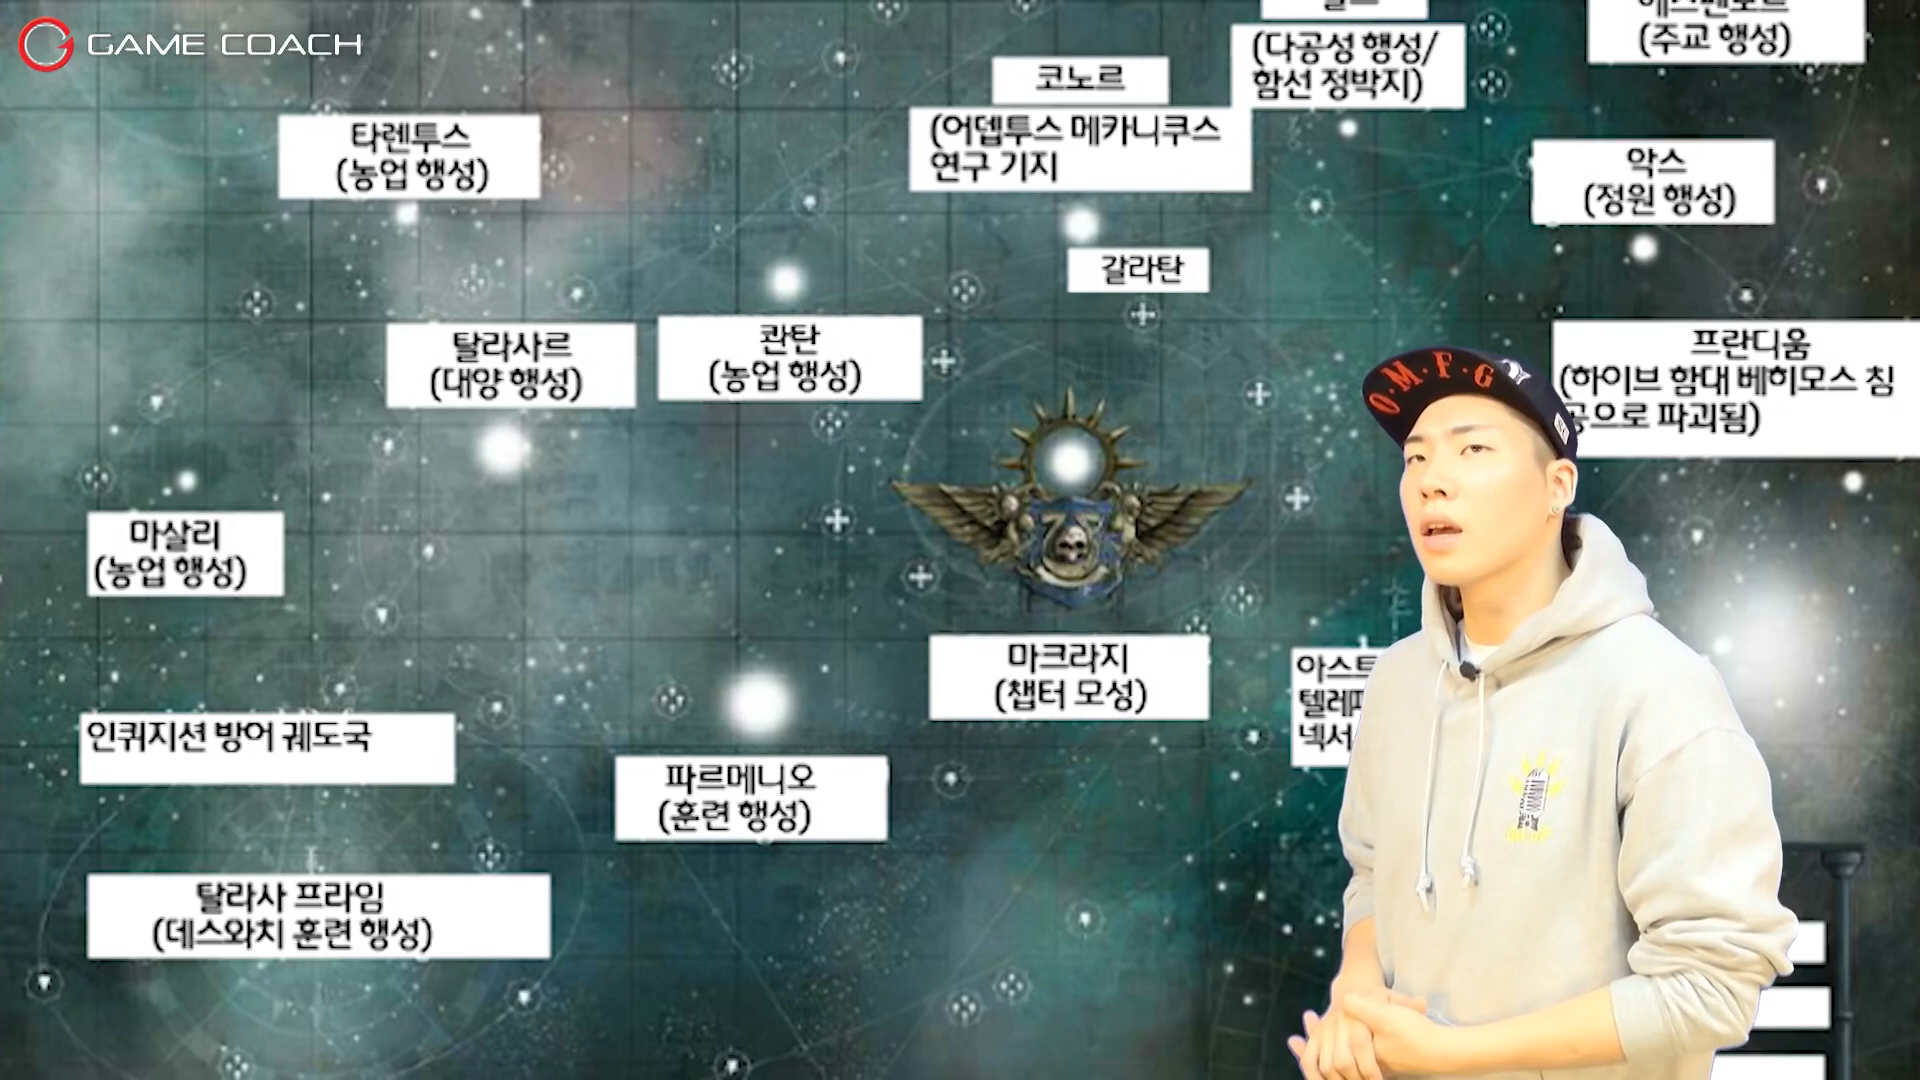 GAME COACH
(다공성 행성/
함선 정박지)
(주교 행성)
코노르
(어뎁투스 메카니쿠스
연구 기지
타렌투스
(농업 행성)
악스
(정원 행성)
갈라탄
탈라사르
(대양 행성)
콴탄
(농업 행성)
프란디움
(하이브 함대 베히모스 침
공으로 파괴됨)
O.M.F.G
마살리
(농업 행성)
마크라지
(챕터 모성)
인퀴지션 방어 궤도국
파르메니오
(훈련 행성)
탈라사 프라임
(데스와치 훈련 행성)